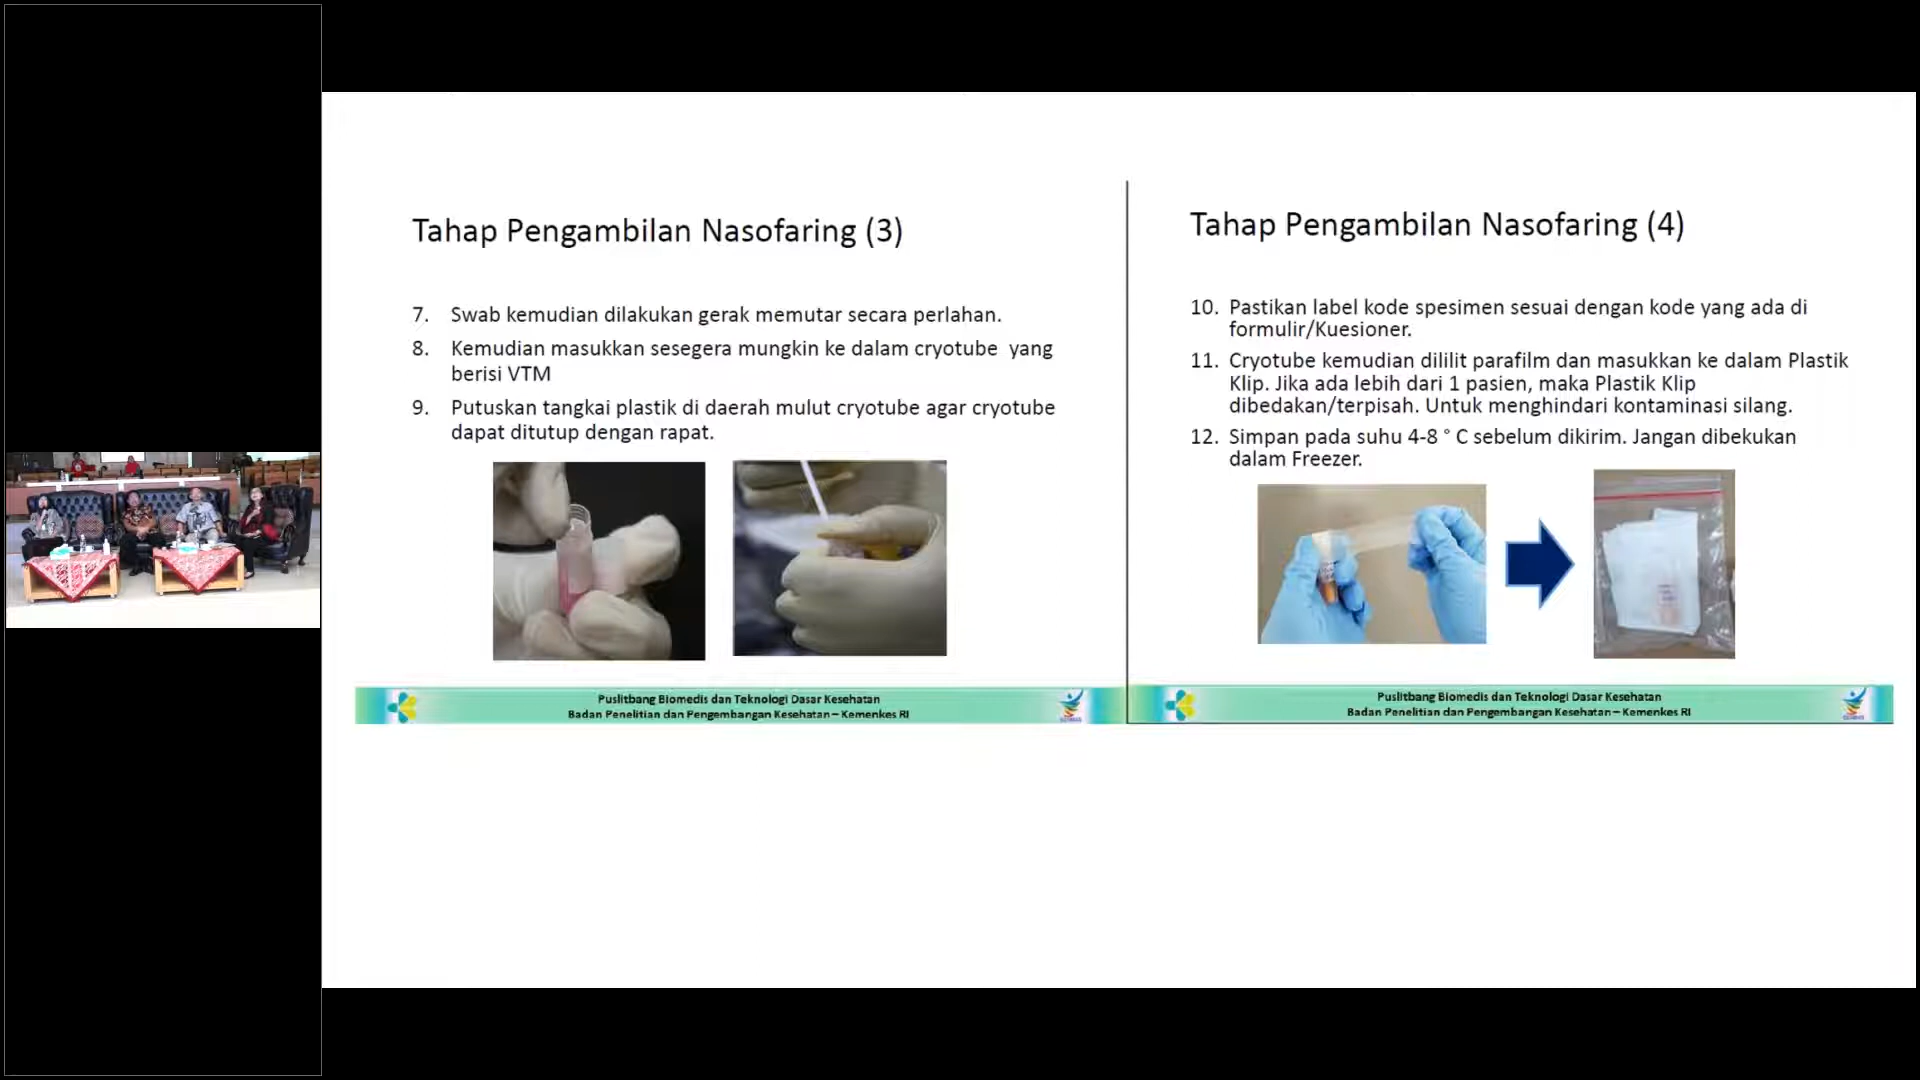 Tahap Pengambilan Nasofaring (3)
7. Swab kemudian dilakukan gerak memutar secara perlahan.
8. Kemudian masukkan sesegera mungkin ke dalam cryotube yang
berisi VTM
9. Putuskan tangkai plastik di daerah mulut cryotube agar cryotube
dapat ditutup dengan rapat.
Puslitbang Biomedis dan Teknologi Dasar Kesehatan
Badan Penelitian dan Pengembangan Kesehatan – Kemenkes RI
Tahap Pengambilan Nasofaring (4)
10. Pastikan label kode spesimen sesuai dengan kode yang ada di
formulir/Kuesioner.
11. Cryotube kemudian dililit parafilm dan masukkan ke dalam Plastik
Klip. Jika ada lebih dari 1 pasien, maka Plastik Klip
dibedakan/terpisah. Untuk menghindari kontaminasi silang.
12. Simpan pada suhu 4-8 ° C sebelum dikirim. Jangan dibekukan
dalam Freezer.
Puslitbang Biomedis dan Teknologi Dasar Kesehatan
Badan Penelitian dan Pengembangan Kesehatan – Kemenkes RI